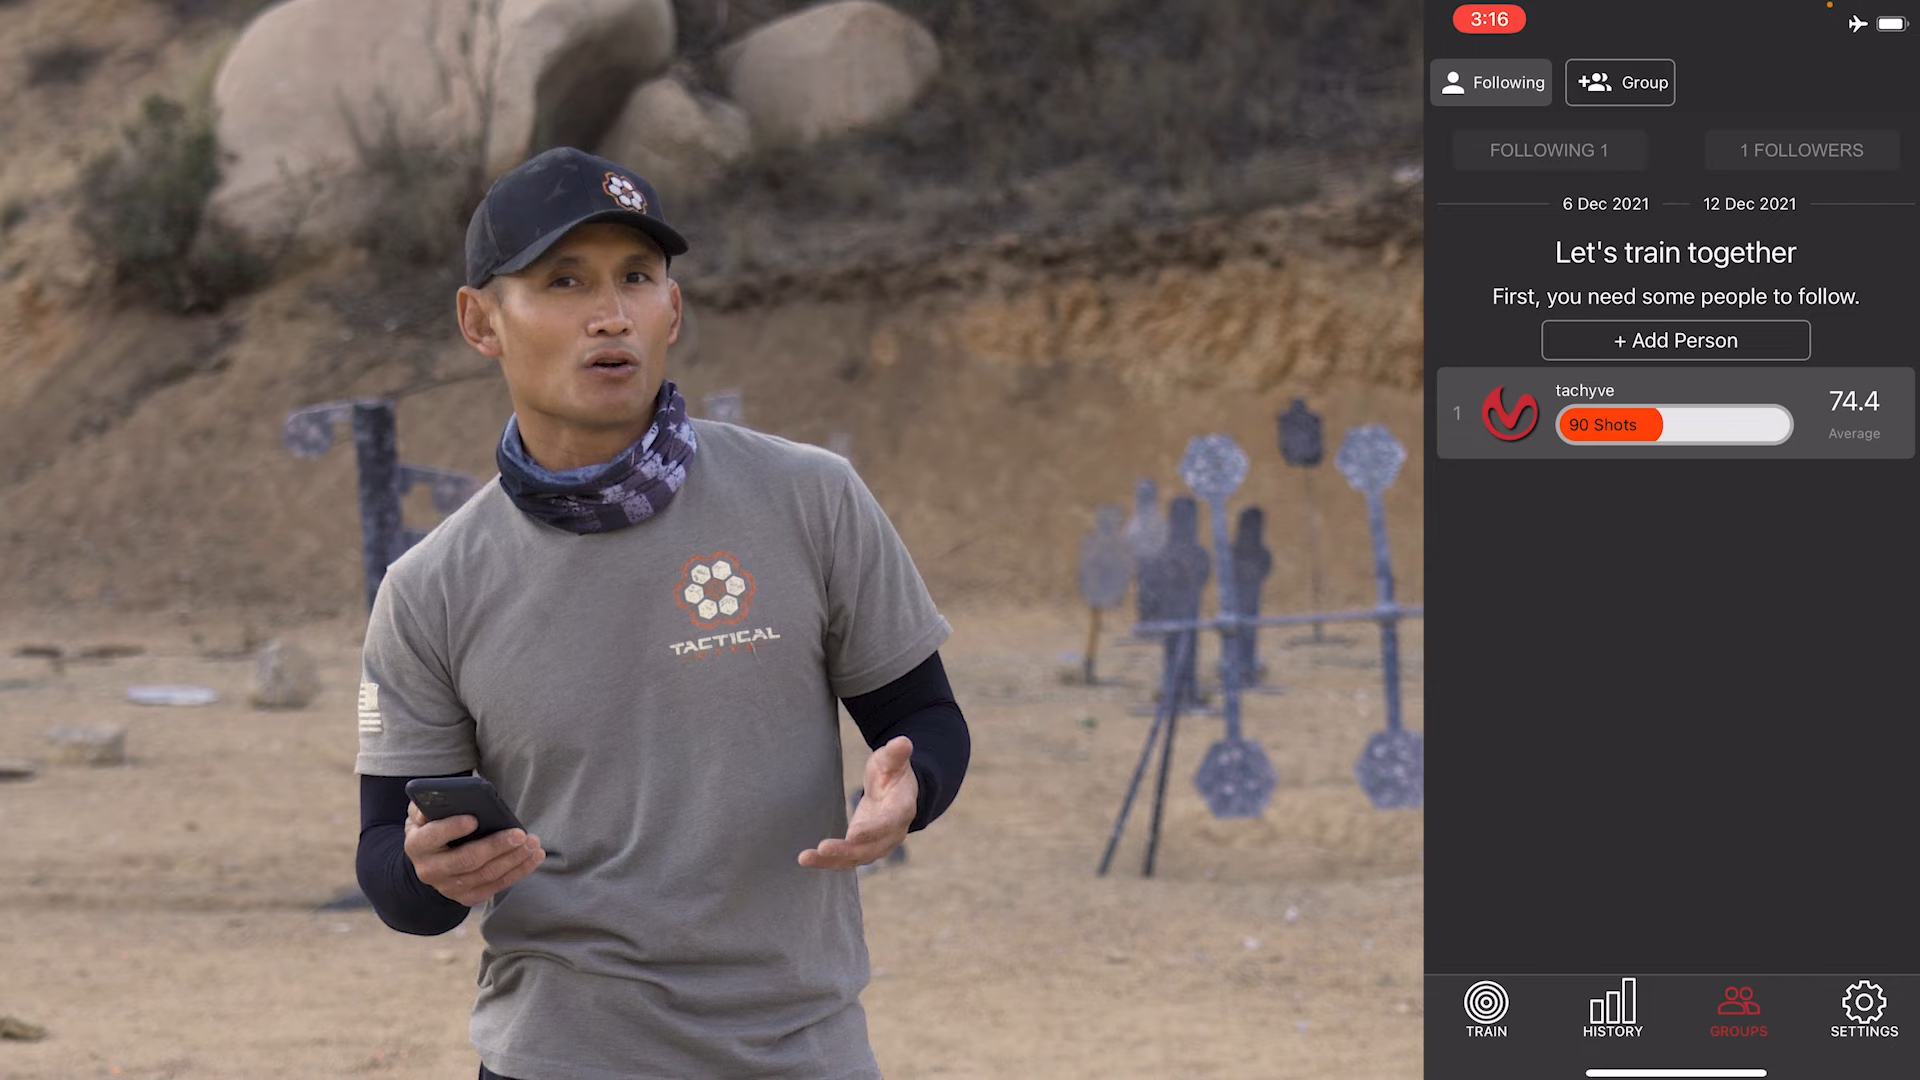 TACTICAL
3:16
Following
Group
FOLLOWING 1
1 FOLLOWERS
6 Dec 2021
12 Dec 2021
Let's train together
First, you need some people to follow.
+ Add Person
1
tachyve
90 Shots
74.4
Average
TRAIN
HISTORY
GROUPS
SETTINGS